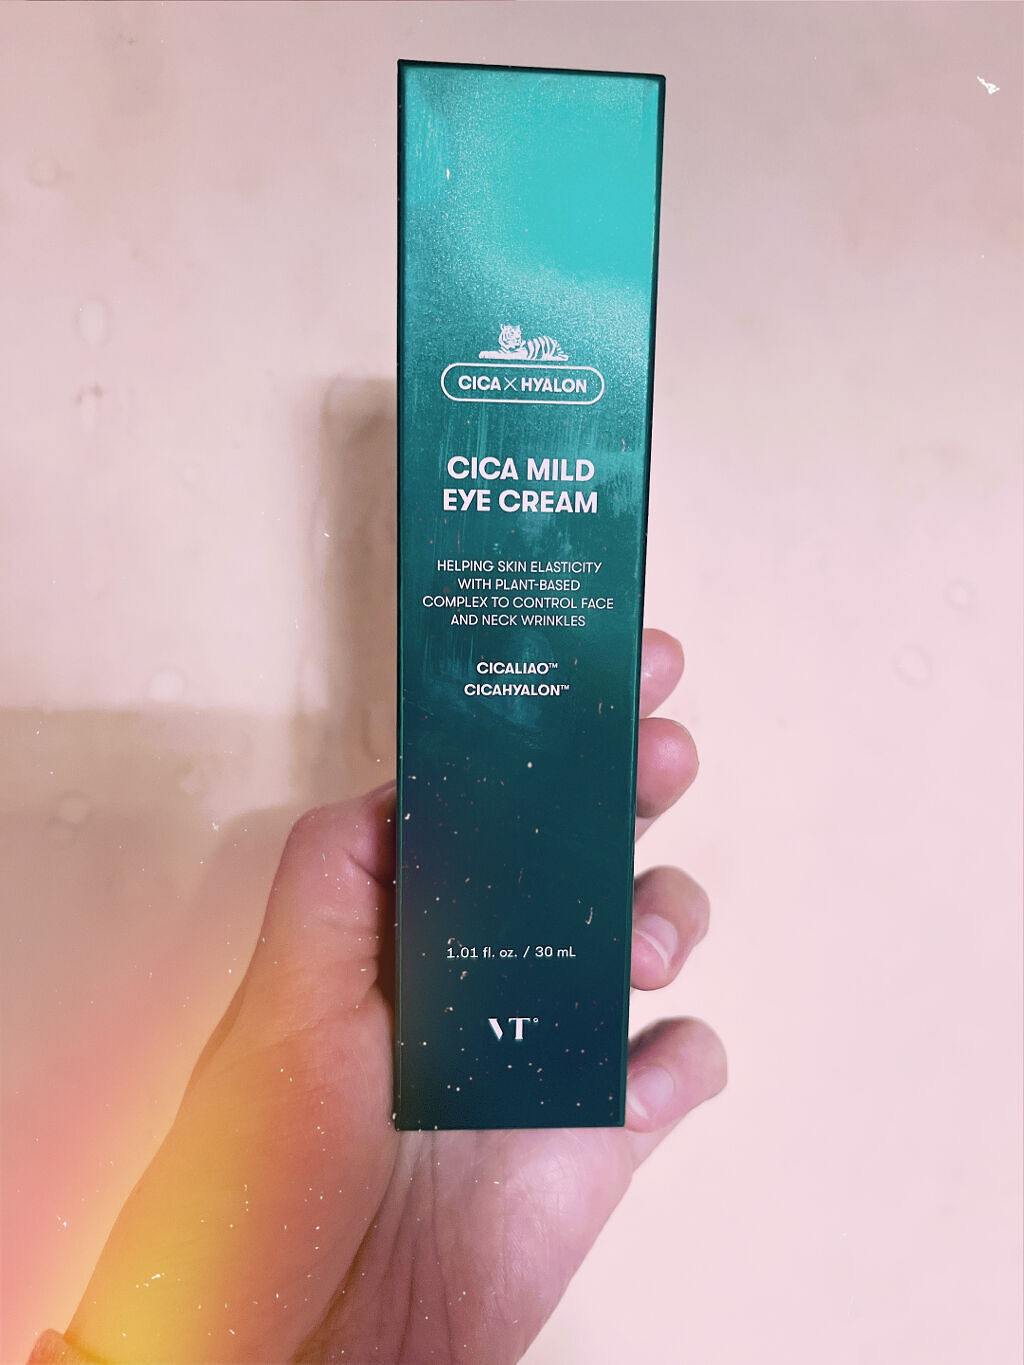 CICA×HYALON
CICA MILD
EYE CREAM
HELPING SKIN ELASTICITY
WITH PLANT-BASED
COMPLEX TO CONTROL FACE
AND NECK WRINKLES
CICALIAO™
CICAHYALON™
1.01 fl. oz. / 30 mL
VT°